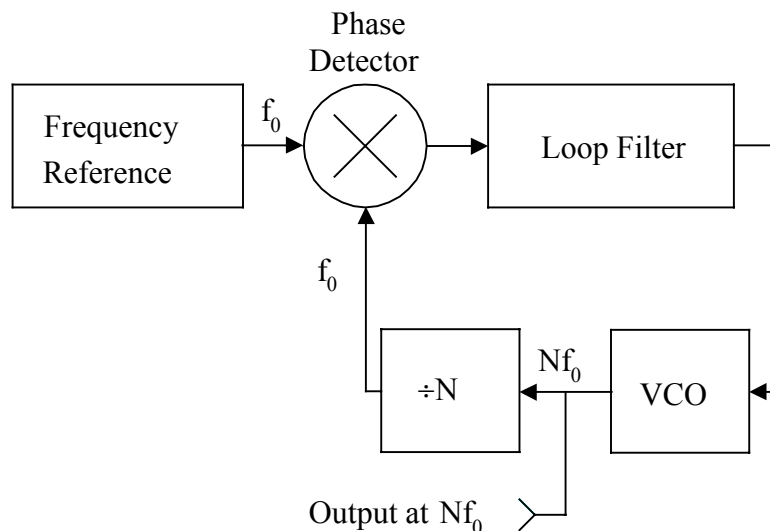 Phase
Detector
Frequency
Reference
f₀
Loop Filter
f₀
÷N
Nf₀
VCO
Output at Nf₀